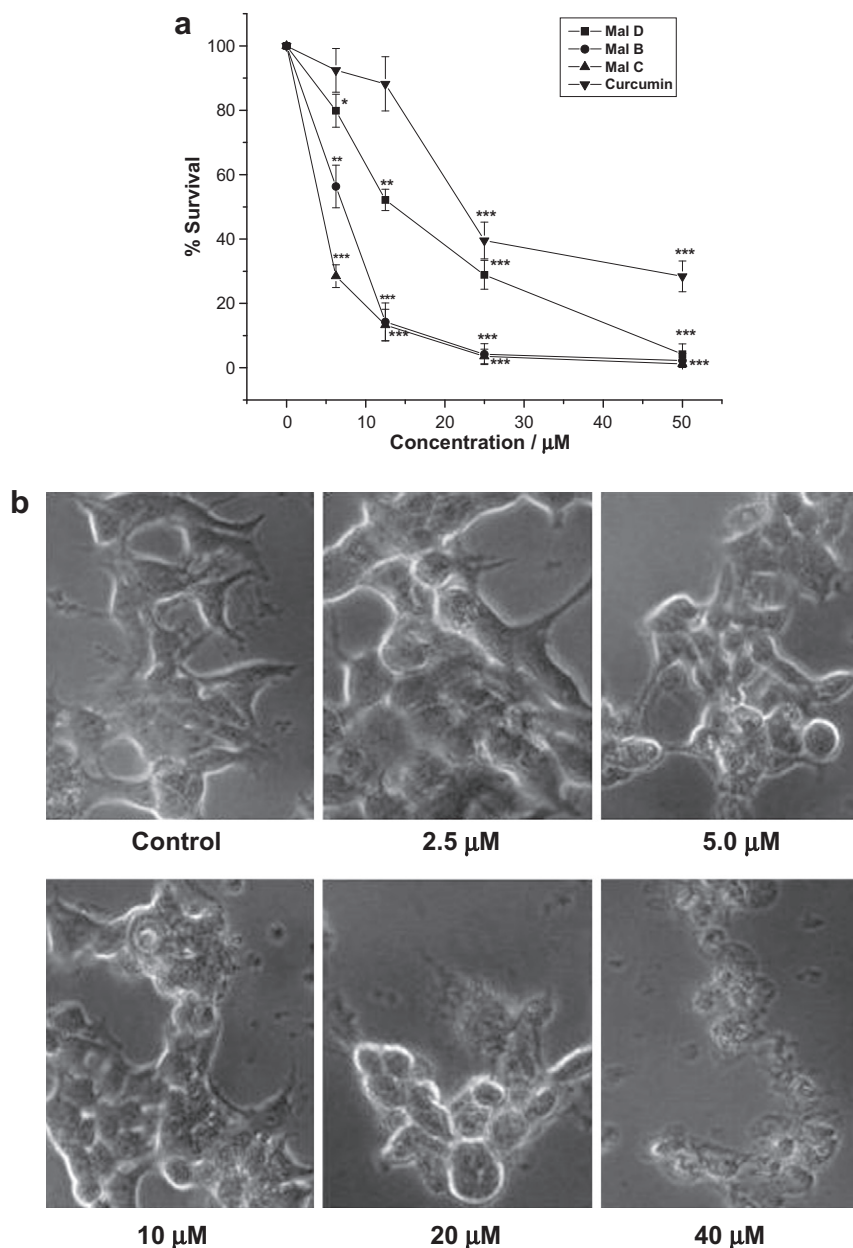 a
Mal D
Mal B
Mal C
Curcumin
100
80
60
40
20
0
% Survival
*
**
**
***
***
***
***
***
***
***
***
***
***
***
0
10
20
30
40
50
Concentration / μM
b
Control
2.5 μM
5.0 μM
10 μM
20 μM
40 μM